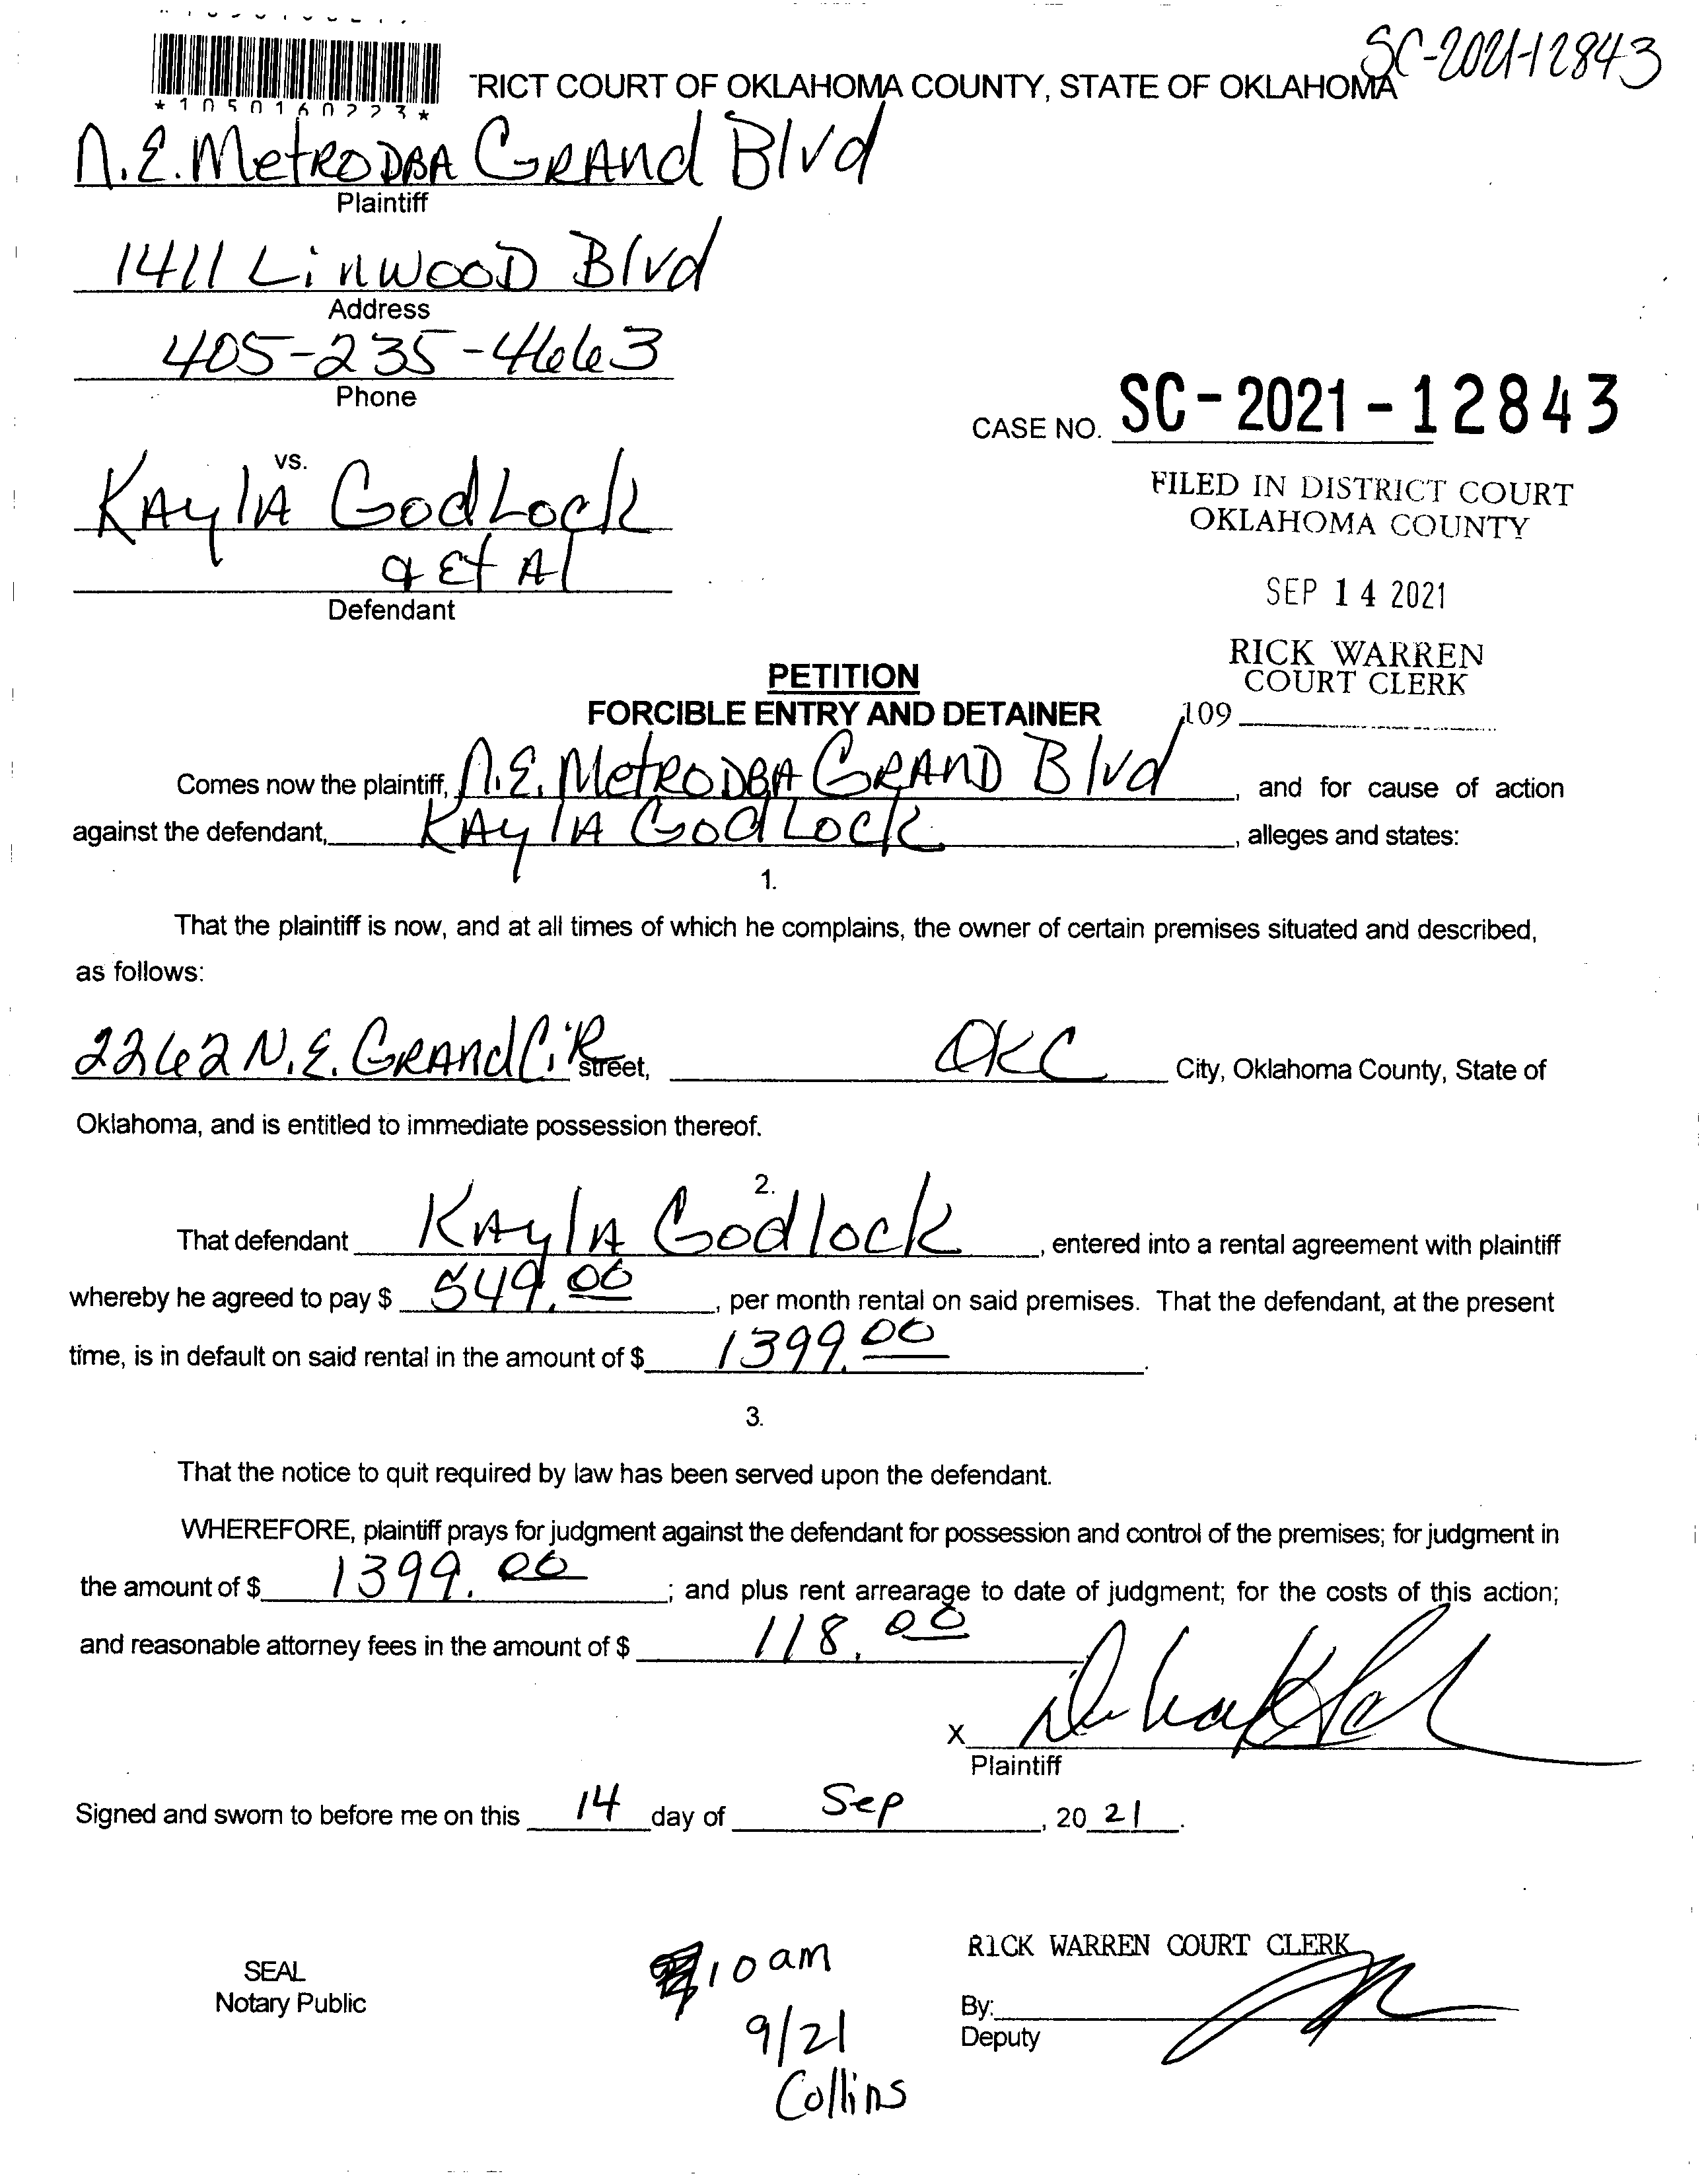 SC-2021-12843
*1050160223*
RICT COURT OF OKLAHOMA COUNTY, STATE OF OKLAHOMA
N.E. Metro DBA Grand Blvd
Plaintiff
1411 Linwood Blvd
Address
405-235-4663
Phone
CASE NO. SC-2021-12843
vs.
Kayla Godlock
& Et Al
Defendant
FILED IN DISTRICT COURT
OKLAHOMA COUNTY
SEP 14 2021
RICK WARREN
COURT CLERK
109
PETITION
FORCIBLE ENTRY AND DETAINER
Comes now the plaintiff, N.E. Metro DBA Grand Blvd, and for cause of action
against the defendant, Kayla Godlock, alleges and states:
1.
That the plaintiff is now, and at all times of which he complains, the owner of certain premises situated and described,
as follows:
2262 N.E. Grand Cir street, OKC City, Oklahoma County, State of
Oklahoma, and is entitled to immediate possession thereof.
2.
That defendant Kayla Godlock, entered into a rental agreement with plaintiff
whereby he agreed to pay $ 549.00, per month rental on said premises. That the defendant, at the present
time, is in default on said rental in the amount of $ 1399.00.
3.
That the notice to quit required by law has been served upon the defendant.
WHEREFORE, plaintiff prays for judgment against the defendant for possession and control of the premises; for judgment in
the amount of $ 1399.00; and plus rent arrearage to date of judgment; for the costs of this action;
and reasonable attorney fees in the amount of $ 118.00
X
Plaintiff
Signed and sworn to before me on this 14 day of Sep, 20 21.
SEAL
Notary Public
10 am
9/21
Collins
RICK WARREN COURT CLERK
By:
Deputy